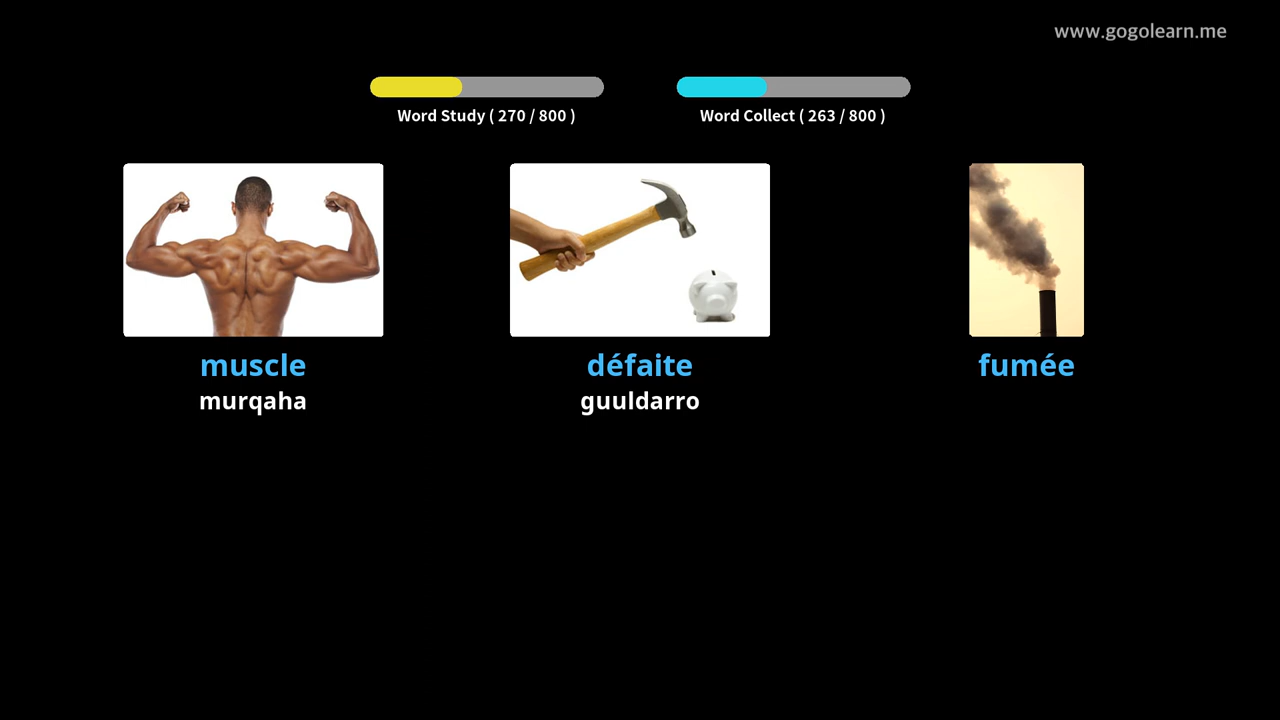 www.gogolearn.me
Word Study ( 270 / 800 )
Word Collect ( 263 / 800 )
muscle
murqaha
défaite
guuldarro
fumée